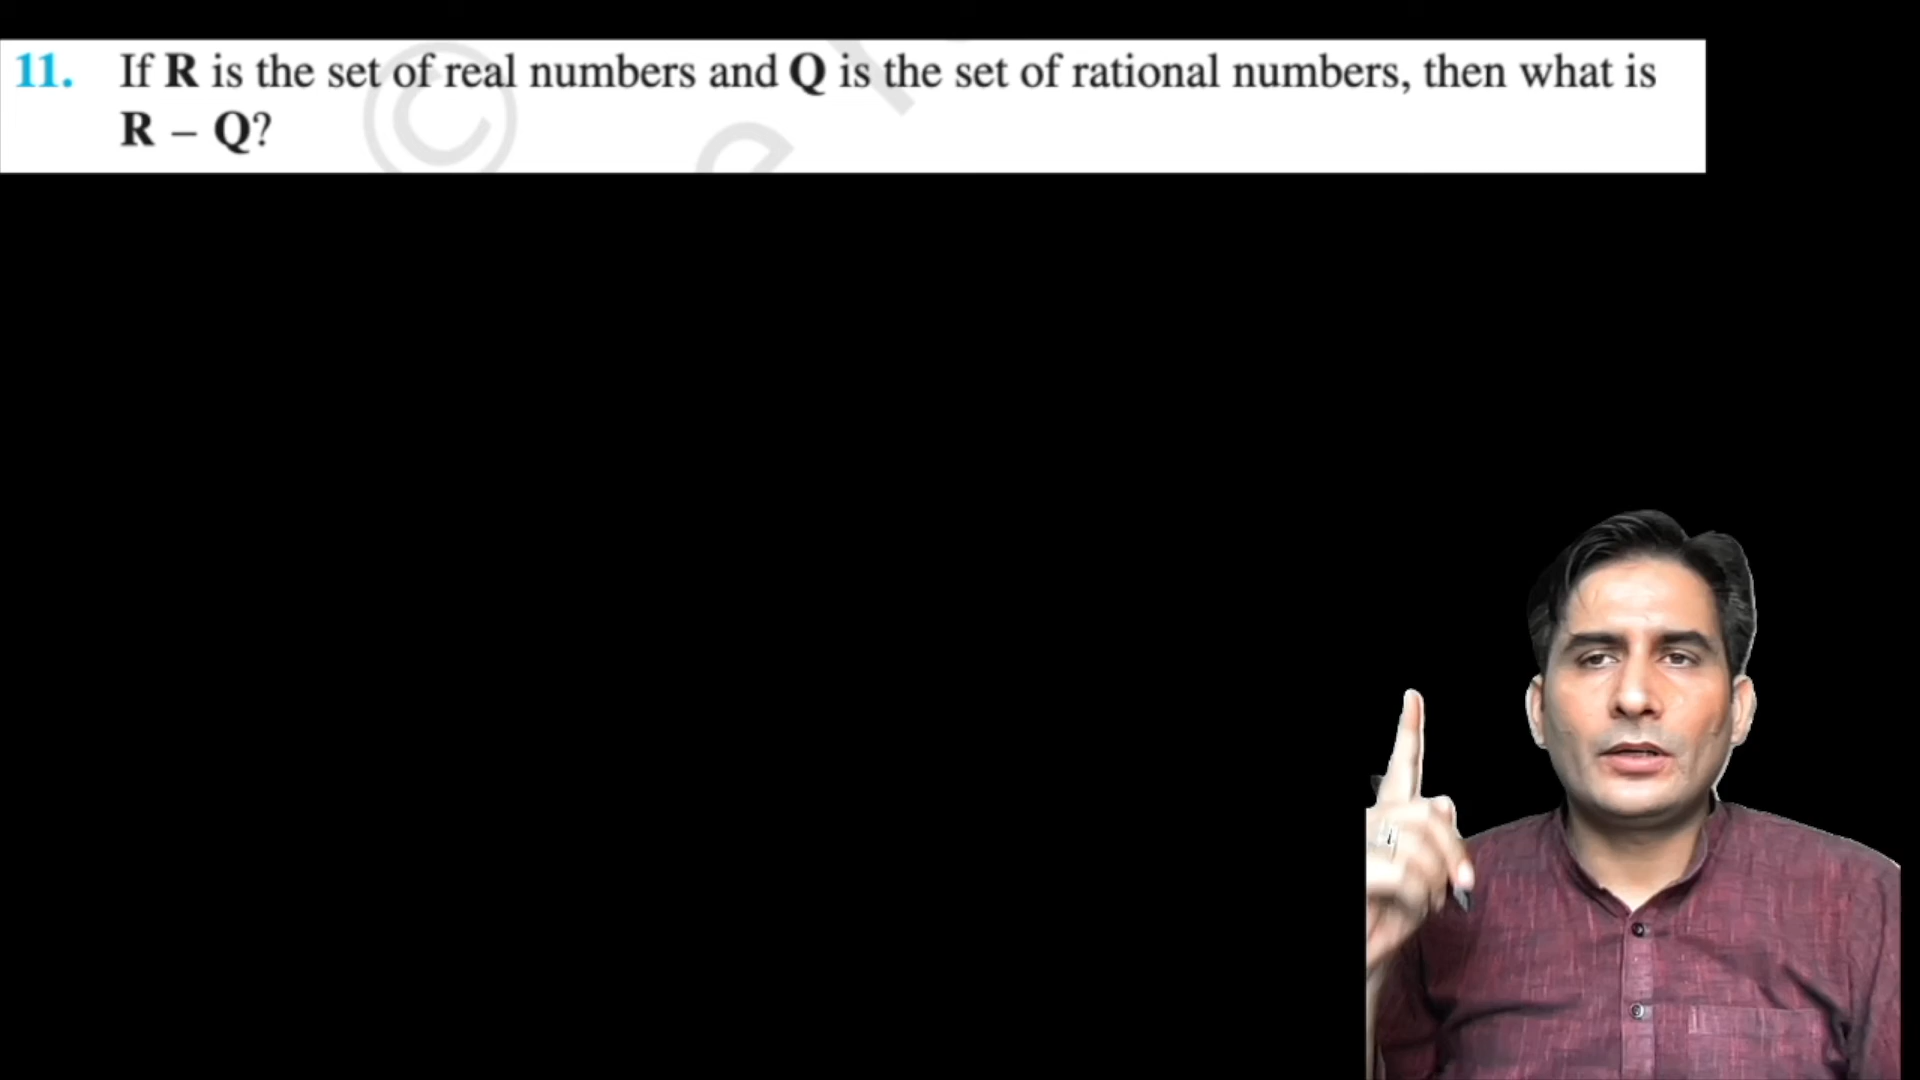 11. If R is the set of real numbers and Q is the set of rational numbers, then what is
R – Q?